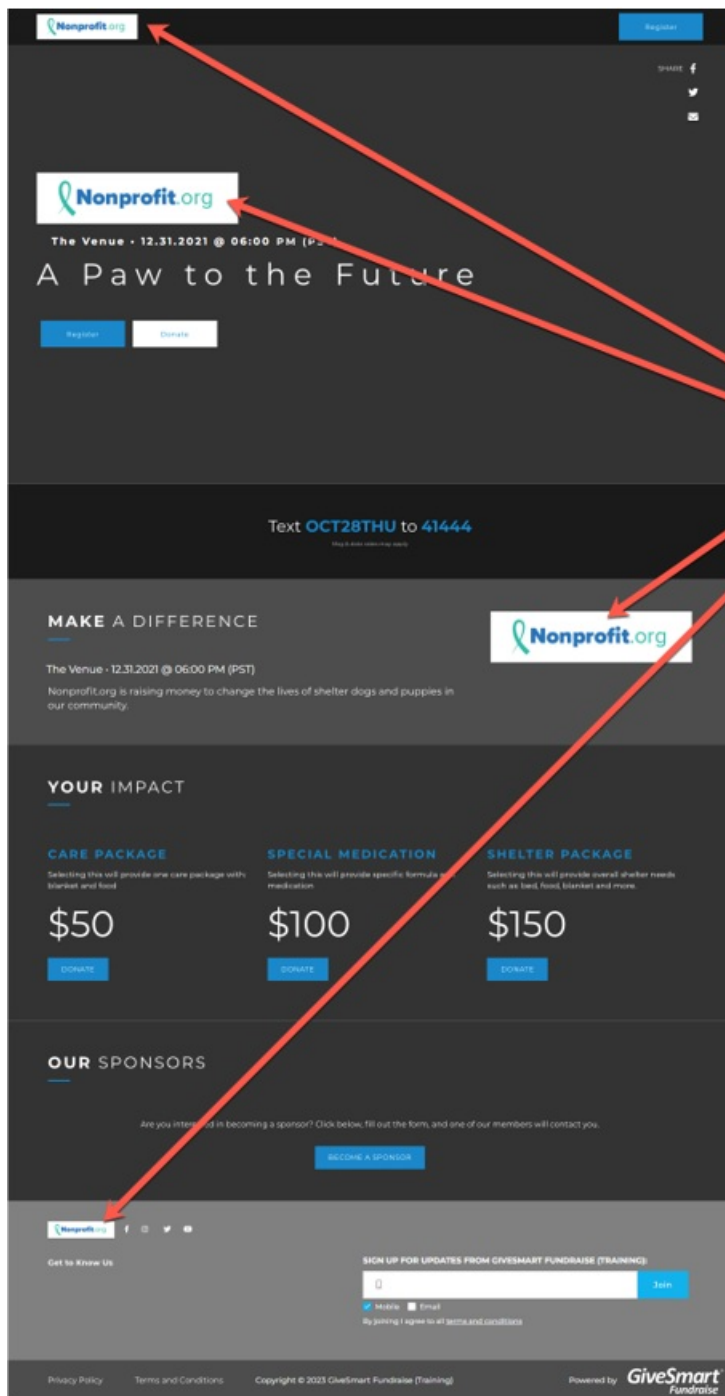 Nonprofit.org
Register
SHARE
Nonprofit.org
The Venue • 12.31.2021 @ 06:00 PM (PST)
A Paw to the Future
Register Donate
Text OCT28THU to 41444
Msg & data rates may apply
MAKE A DIFFERENCE
Nonprofit.org
The Venue • 12.31.2021 @ 06:00 PM (PST)
Nonprofit.org is raising money to change the lives of shelter dogs and puppies in
our community.
YOUR IMPACT
CARE PACKAGE
Selecting this will provide one care package with
blanket and food
$50
DONATE
SPECIAL MEDICATION
Selecting this will provide specific formula and
medication
$100
DONATE
SHELTER PACKAGE
Selecting this will provide overall shelter needs
such as bed, food, blanket and more.
$150
DONATE
OUR SPONSORS
Are you interested in becoming a sponsor? Click below, fill out the form, and one of our members will contact you.
BECOME A SPONSOR
Nonprofit.org
Get to Know Us
SIGN UP FOR UPDATES FROM GIVESMART FUNDRAISE (TRAINING):
Join
Mobile Email
By joining I agree to all terms and conditions
Privacy Policy Terms and Conditions Copyright © 2023 GiveSmart Fundraise (Training) Powered by GiveSmart
Fundraise